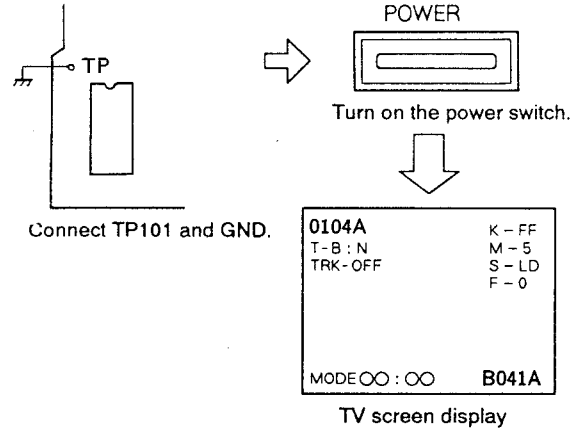 TP
Connect TP101 and GND.
POWER
Turn on the power switch.
0104A
T-B : N
TRK-OFF
K-FF
M-5
S-LD
F-0
MODE○○ : ○○
B041A
TV screen display